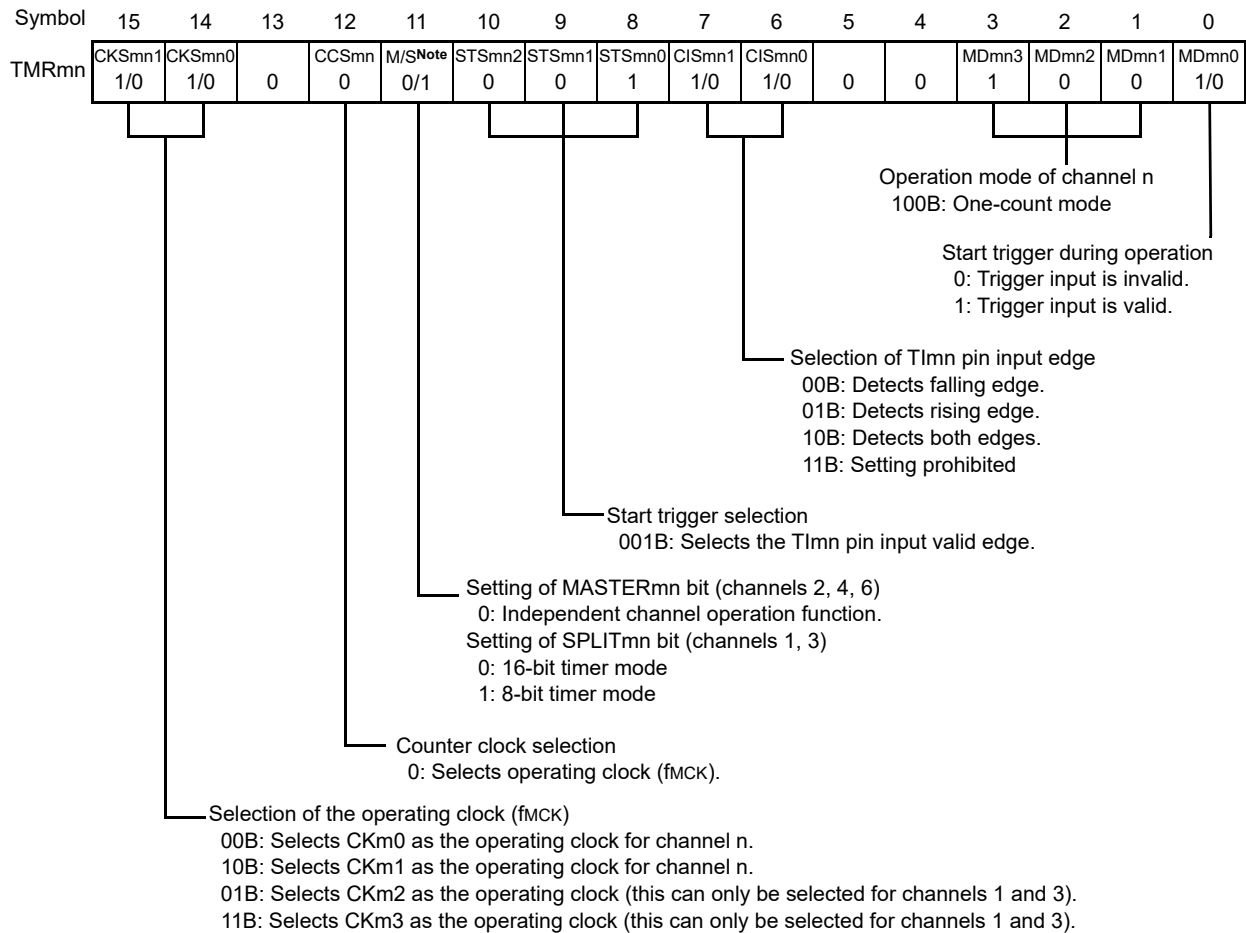 Symbol 15 14 13 12 11 10 9 8 7 6 5 4 3 2 1 0
TMRmn CKSmn1 CKSmn0 CCSmn M/SNote STSmn2 STSmn1 STSmn0 CISmn1 CISmn0 MDmn3 MDmn2 MDmn1 MDmn0
1/0 1/0 0 0 0/1 0 0 1 1/0 1/0 0 0 1 0 0 1/0
Operation mode of channel n
100B: One-count mode
Start trigger during operation
0: Trigger input is invalid.
1: Trigger input is valid.
Selection of TImn pin input edge
00B: Detects falling edge.
01B: Detects rising edge.
10B: Detects both edges.
11B: Setting prohibited
Start trigger selection
001B: Selects the TImn pin input valid edge.
Setting of MASTERmn bit (channels 2, 4, 6)
0: Independent channel operation function.
Setting of SPLITmn bit (channels 1, 3)
0: 16-bit timer mode
1: 8-bit timer mode
Counter clock selection
0: Selects operating clock (fMCK).
Selection of the operating clock (fMCK)
00B: Selects CKm0 as the operating clock for channel n.
10B: Selects CKm1 as the operating clock for channel n.
01B: Selects CKm2 as the operating clock (this can only be selected for channels 1 and 3).
11B: Selects CKm3 as the operating clock (this can only be selected for channels 1 and 3).